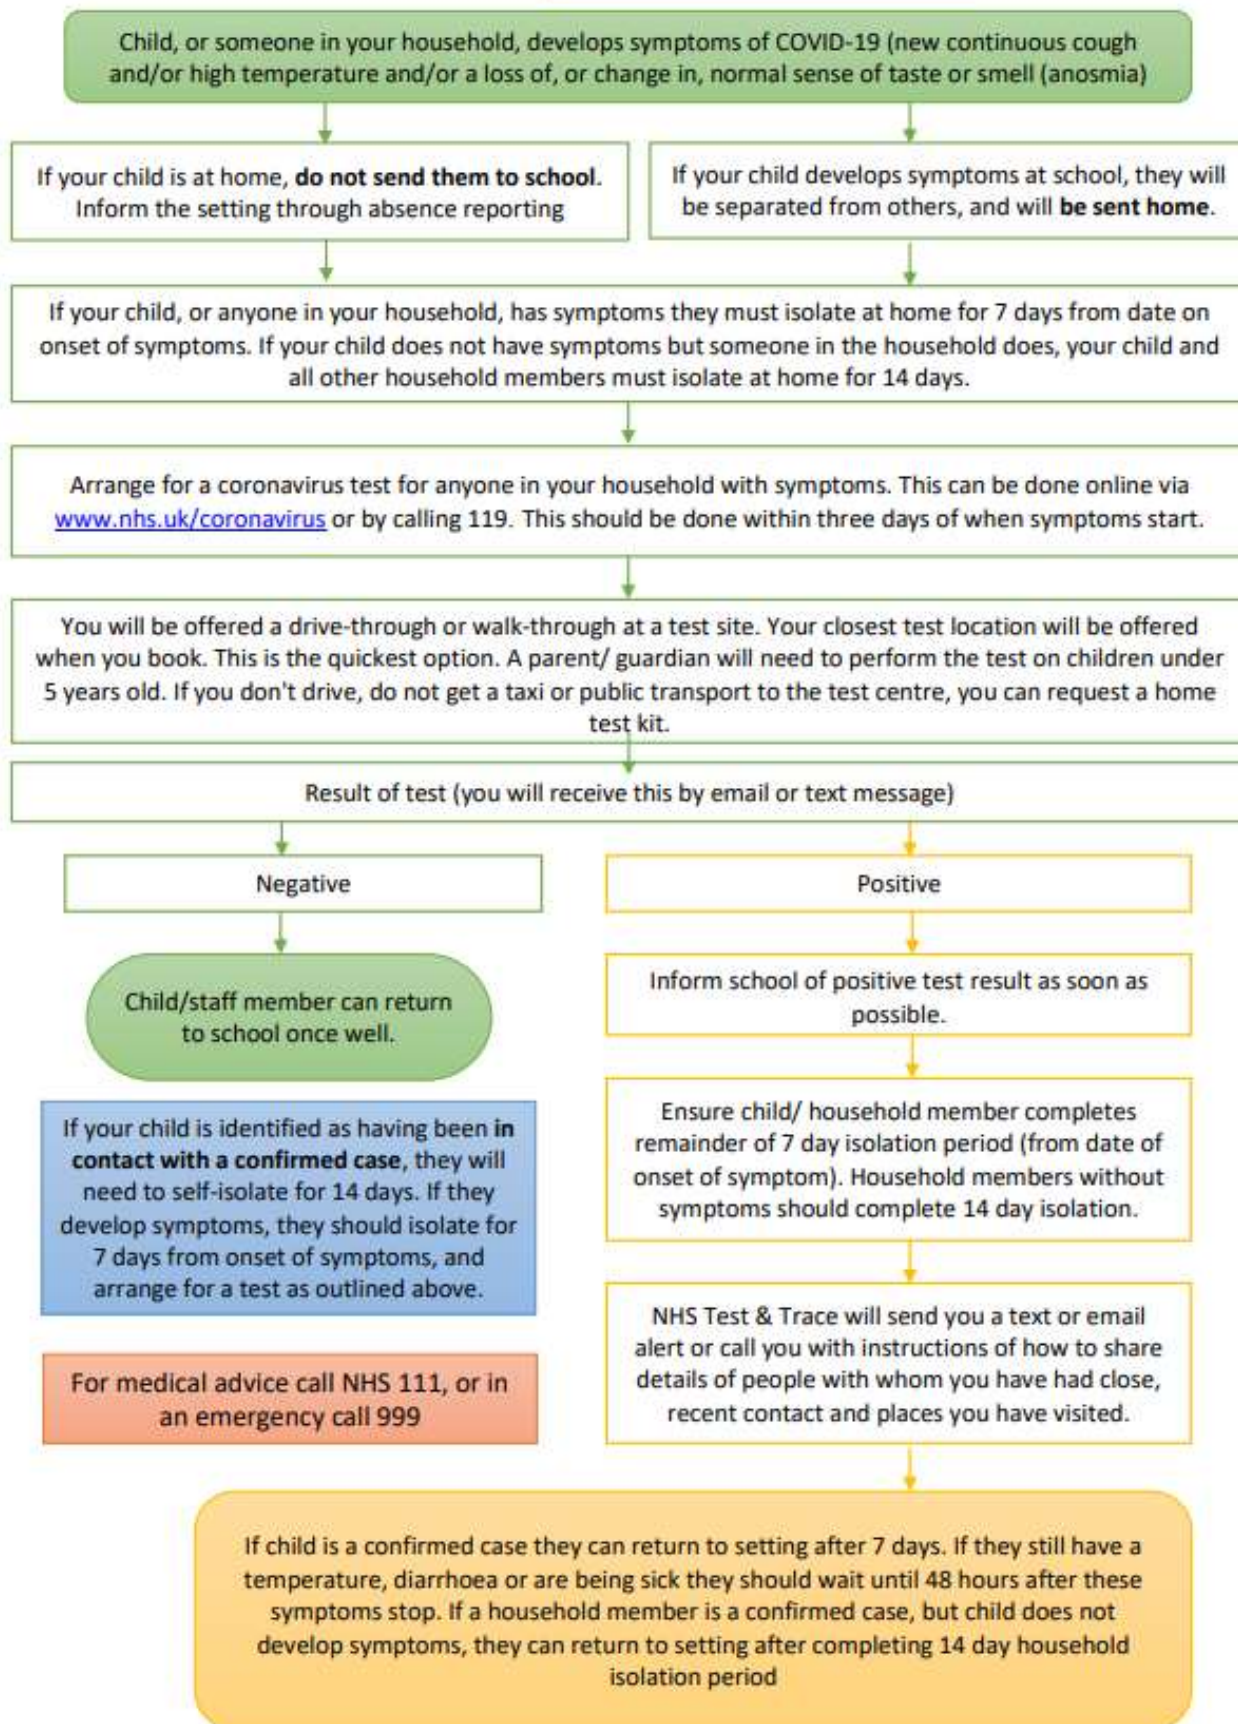 Child, or someone in your household, develops symptoms of COVID-19 (new continuous cough
and/or high temperature and/or a loss of, or change in, normal sense of taste or smell (anosmia)
If your child is at home, do not send them to school.
Inform the setting through absence reporting
If your child develops symptoms at school, they will
be separated from others, and will be sent home.
If your child, or anyone in your household, has symptoms they must isolate at home for 7 days from date on
onset of symptoms. If your child does not have symptoms but someone in the household does, your child and
all other household members must isolate at home for 14 days.
Arrange for a coronavirus test for anyone in your household with symptoms. This can be done online via
www.nhs.uk/coronavirus or by calling 119. This should be done within three days of when symptoms start.
You will be offered a drive-through or walk-through at a test site. Your closest test location will be offered
when you book. This is the quickest option. A parent/ guardian will need to perform the test on children under
5 years old. If you don't drive, do not get a taxi or public transport to the test centre, you can request a home
test kit.
Result of test (you will receive this by email or text message)
Negative
Child/staff member can return
to school once well.
If your child is identified as having been in
contact with a confirmed case, they will
need to self-isolate for 14 days. If they
develop symptoms, they should isolate for
7 days from onset of symptoms, and
arrange for a test as outlined above.
For medical advice call NHS 111, or in
an emergency call 999
Positive
Inform school of positive test result as soon as
possible.
Ensure child/ household member completes
remainder of 7 day isolation period (from date of
onset of symptom). Household members without
symptoms should complete 14 day isolation.
NHS Test & Trace will send you a text or email
alert or call you with instructions of how to share
details of people with whom you have had close,
recent contact and places you have visited.
If child is a confirmed case they can return to setting after 7 days. If they still have a
temperature, diarrhoea or are being sick they should wait until 48 hours after these
symptoms stop. If a household member is a confirmed case, but child does not
develop symptoms, they can return to setting after completing 14 day household
isolation period